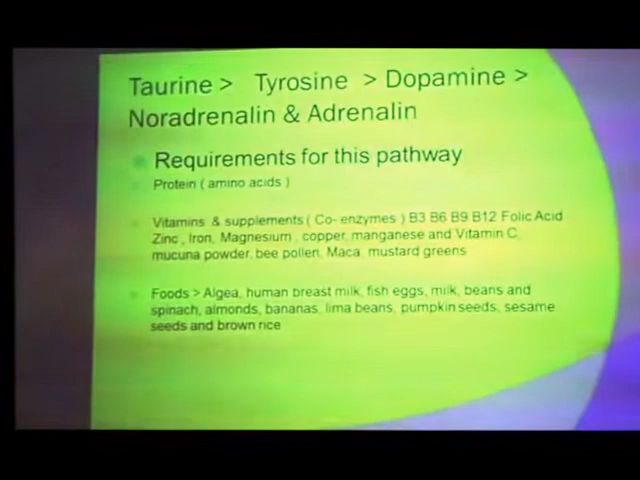 Taurine > Tyrosine > Dopamine >
Noradrenalin & Adrenalin
Requirements for this pathway
Protein ( amino acids )
Vitamins & supplements ( Co- enzymes ) B3 B6 B9 B12 Folic Acid
Zinc , Iron, Magnesium , copper, manganese and Vitamin C,
mucuna powder, bee pollen, Maca mustard greens
Foods > Algea, human breast milk, fish eggs, milk, beans and
spinach, almonds, bananas, lima beans, pumpkin seeds, sesame
seeds and brown rice